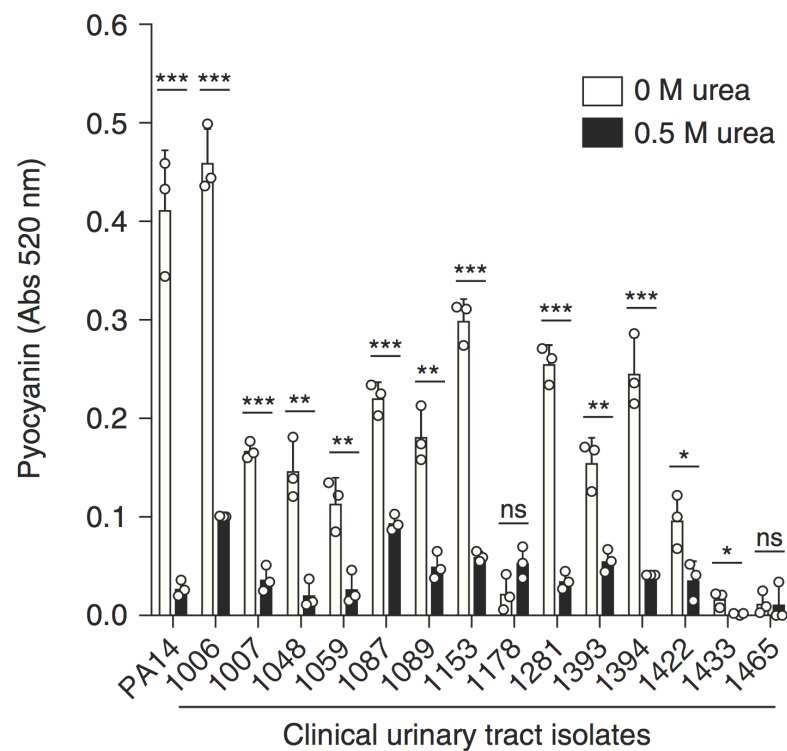 0.6
0.5
0.4
0.3
0.2
0.1
0.0
Pyocyanin (Abs 520 nm)
0 M urea
0.5 M urea
*** *** *** ** ** *** ** *** ns *** ** *** * * ns
PA14 1006 1007 1048 1059 1087 1089 1153 1178 1281 1393 1394 1422 1433 1465
Clinical urinary tract isolates